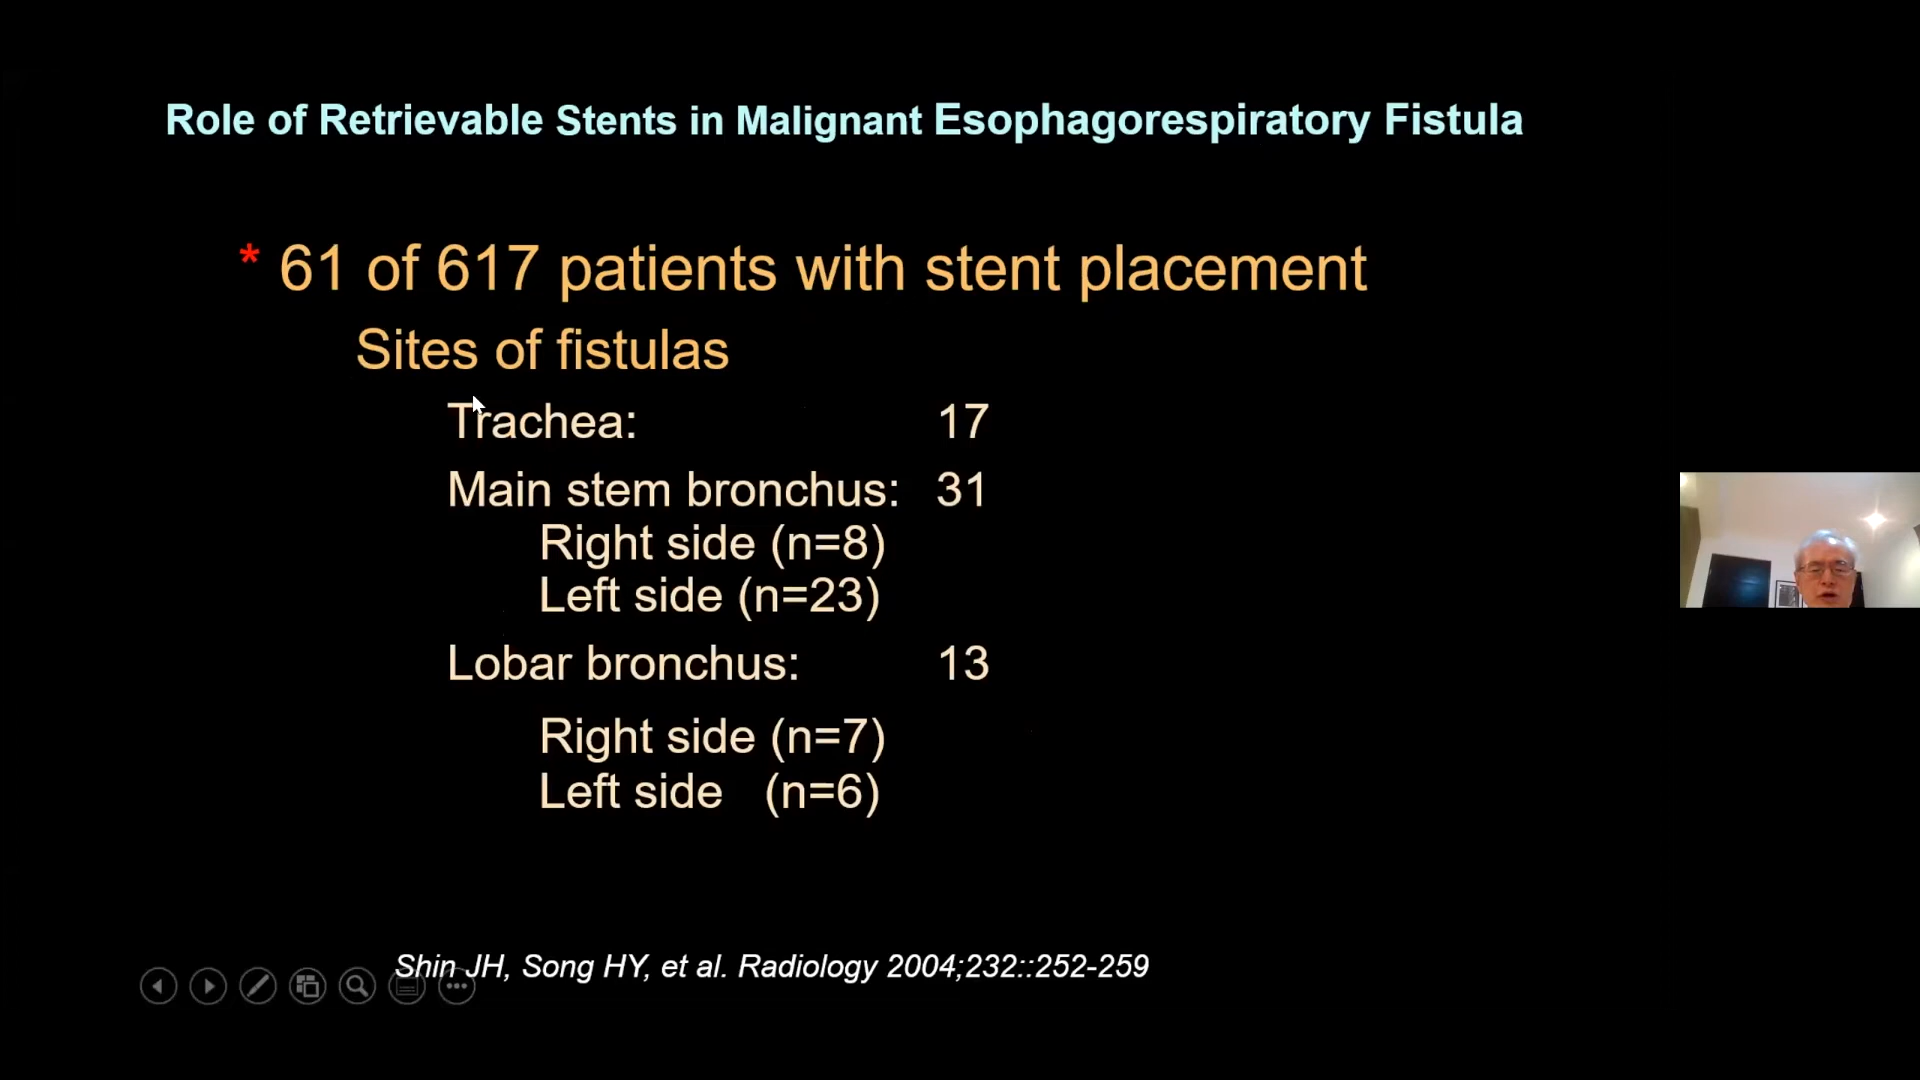 Role of Retrievable Stents in Malignant Esophagorespiratory Fistula
* 61 of 617 patients with stent placement
Sites of fistulas
Trachea: 17
Main stem bronchus: 31
Right side (n=8)
Left side (n=23)
Lobar bronchus: 13
Right side (n=7)
Left side (n=6)
Shin JH, Song HY, et al. Radiology 2004;232::252-259